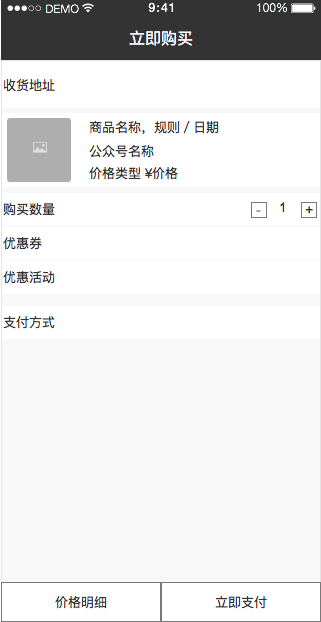 DEMO 9:41 100%
立即购买
收货地址
商品名称，规则 / 日期
公众号名称
价格类型 ¥价格
购买数量 - 1 +
优惠券
优惠活动
支付方式
价格明细 立即支付